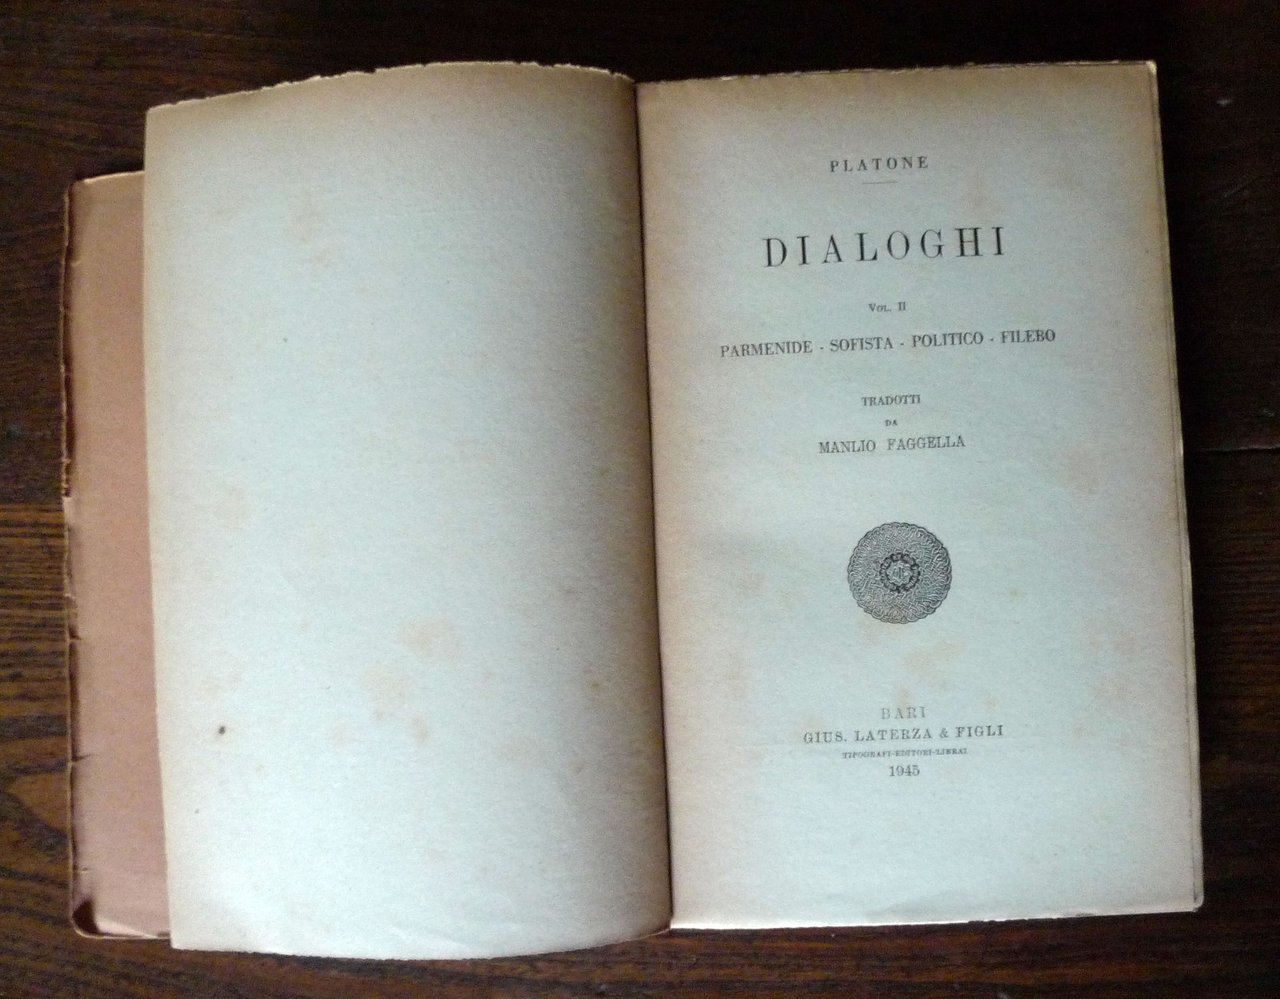 PLATONE
DIALOGHI
VOL. II
PARMENIDE - SOFISTA - POLITICO - FILEBO
TRADOTTI
DA
MANLIO FAGGELLA
BARI
GIUS. LATERZA & FIGLI
TIPOGRAFI-EDITORI-LIBRAI
1945